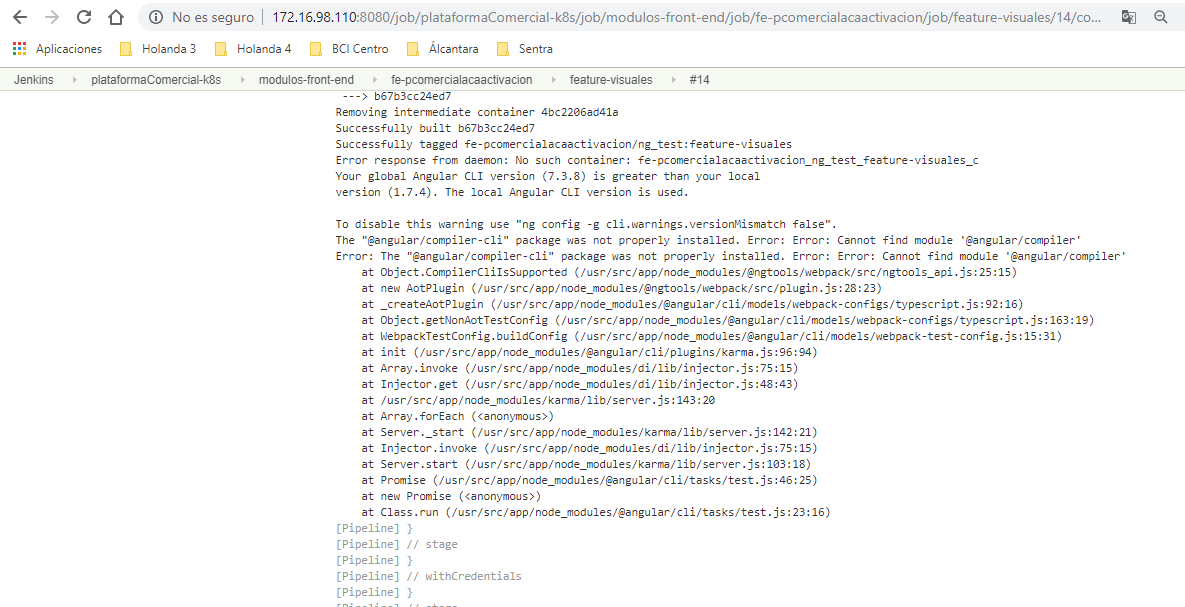 No es seguro 172.16.98.110:8080/job/plataformaComercial-k8s/job/modulos-front-end/job/fe-pcomercialacaactivacion/job/feature-visuales/14/co...
Aplicaciones Holanda 3 Holanda 4 BCI Centro Álcantara Sentra
Jenkins plataformaComercial-k8s modulos-front-end fe-pcomercialacaactivacion feature-visuales #14
---> b67b3cc24ed7
Removing intermediate container 4bc2206ad41a
Successfully built b67b3cc24ed7
Successfully tagged fe-pcomercialacaactivacion/ng_test:feature-visuales
Error response from daemon: No such container: fe-pcomercialacaactivacion_ng_test_feature-visuales_c
Your global Angular CLI version (7.3.8) is greater than your local
version (1.7.4). The local Angular CLI version is used.
To disable this warning use "ng config -g cli.warnings.versionMismatch false".
The "@angular/compiler-cli" package was not properly installed. Error: Error: Cannot find module '@angular/compiler'
Error: The "@angular/compiler-cli" package was not properly installed. Error: Error: Cannot find module '@angular/compiler'
at Object.CompilerCliIsSupported (/usr/src/app/node_modules/@ngtools/webpack/src/ngtools_api.js:25:15)
at new AotPlugin (/usr/src/app/node_modules/@ngtools/webpack/src/plugin.js:28:23)
at _createAotPlugin (/usr/src/app/node_modules/@angular/cli/models/webpack-configs/typescript.js:92:16)
at Object.getNonAotTestConfig (/usr/src/app/node_modules/@angular/cli/models/webpack-configs/typescript.js:163:19)
at WebpackTestConfig.buildConfig (/usr/src/app/node_modules/@angular/cli/models/webpack-test-config.js:15:31)
at init (/usr/src/app/node_modules/@angular/cli/plugins/karma.js:96:94)
at Array.invoke (/usr/src/app/node_modules/di/lib/injector.js:75:15)
at Injector.get (/usr/src/app/node_modules/di/lib/injector.js:48:43)
at /usr/src/app/node_modules/karma/lib/server.js:143:20
at Array.forEach (<anonymous>)
at Server._start (/usr/src/app/node_modules/karma/lib/server.js:142:21)
at Injector.invoke (/usr/src/app/node_modules/di/lib/injector.js:75:15)
at Server.start (/usr/src/app/node_modules/karma/lib/server.js:103:18)
at Promise (/usr/src/app/node_modules/@angular/cli/tasks/test.js:46:25)
at new Promise (<anonymous>)
at Class.run (/usr/src/app/node_modules/@angular/cli/tasks/test.js:23:16)
[Pipeline] }
[Pipeline] // stage
[Pipeline] }
[Pipeline] // withCredentials
[Pipeline] }
[Pipeline] // stage